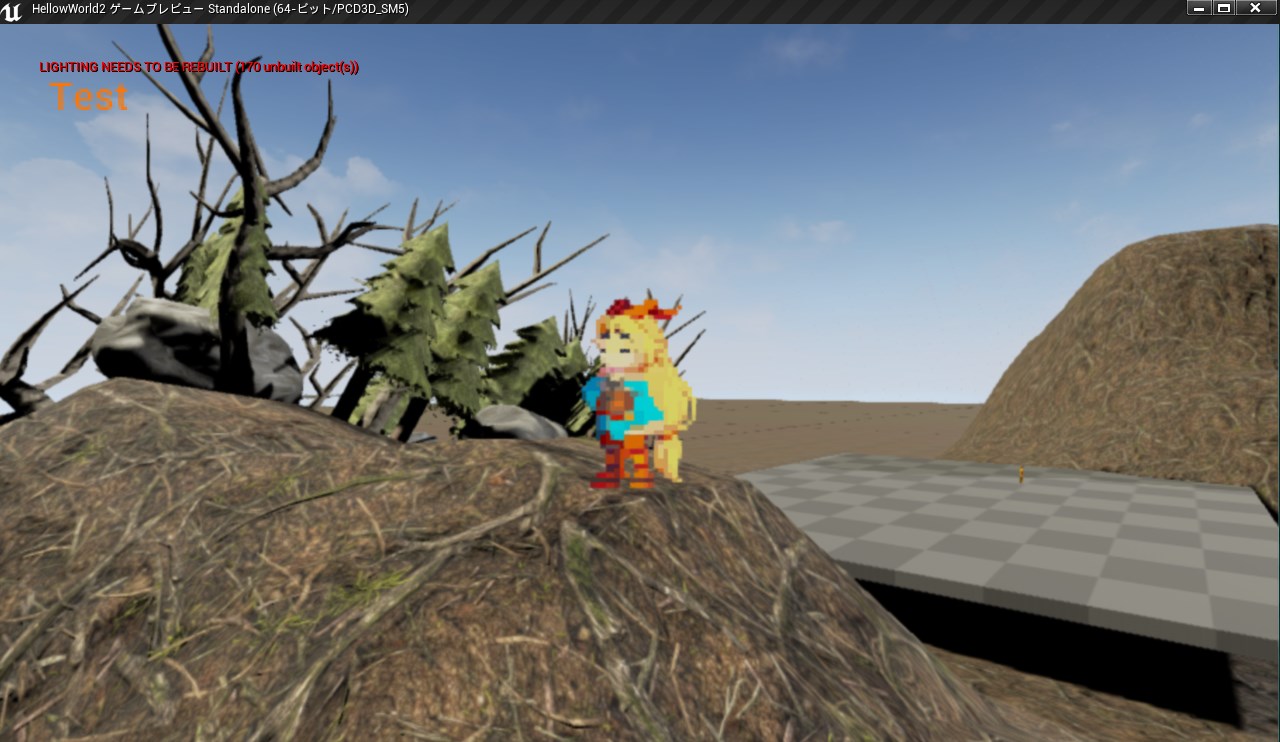 HellowWorld2 ゲームプレビュー Standalone (64-ビット/PCD3D_SM5)
LIGHTING NEEDS TO BE REBUILT (170 unbuilt object(s))
Test